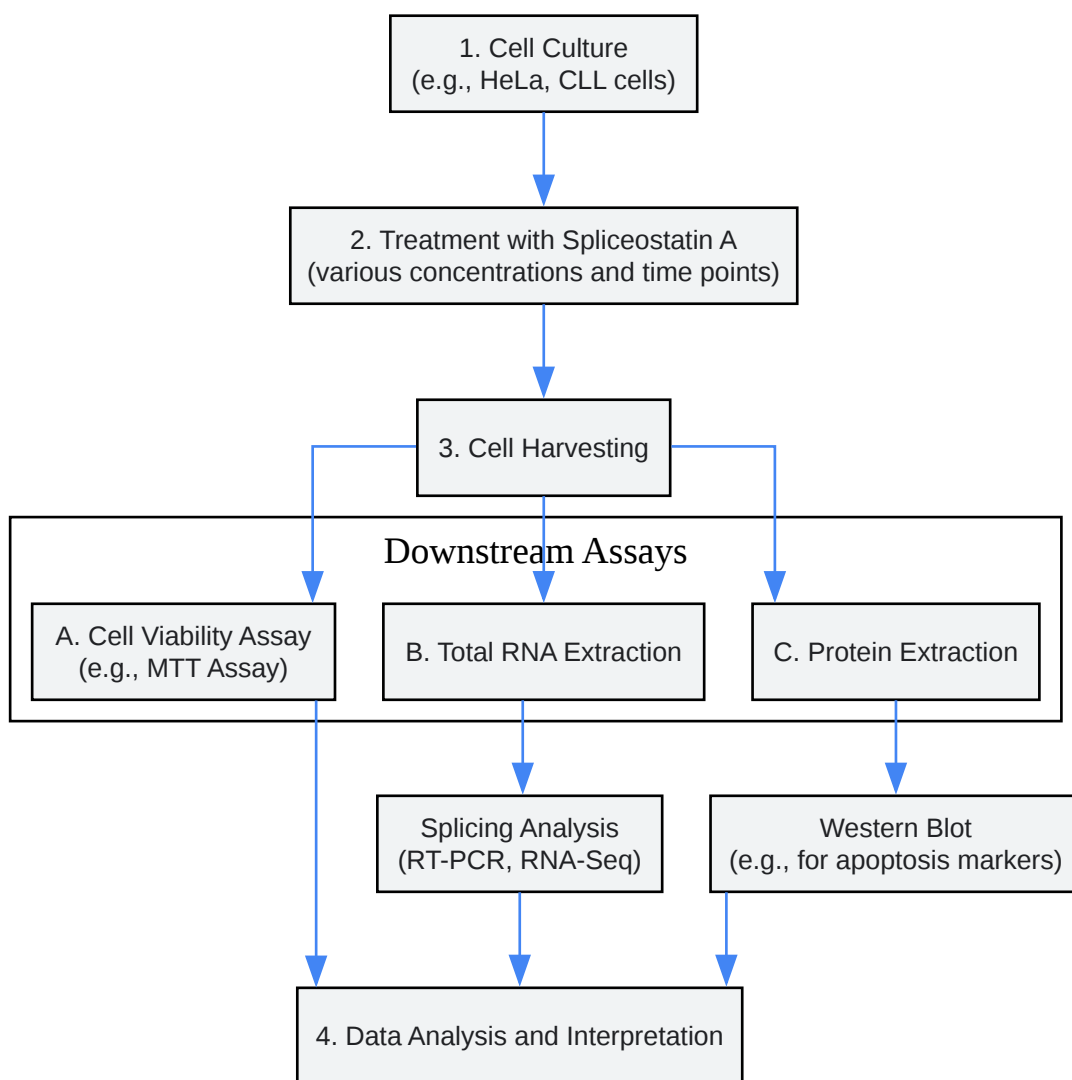 1. Cell Culture
(e.g., HeLa, CLL cells)
2. Treatment with Spliceostatin A
(various concentrations and time points)
3. Cell Harvesting
Downstream Assays
A. Cell Viability Assay
(e.g., MTT Assay)
B. Total RNA Extraction
C. Protein Extraction
Splicing Analysis
(RT-PCR, RNA-Seq)
Western Blot
(e.g., for apoptosis markers)
4. Data Analysis and Interpretation